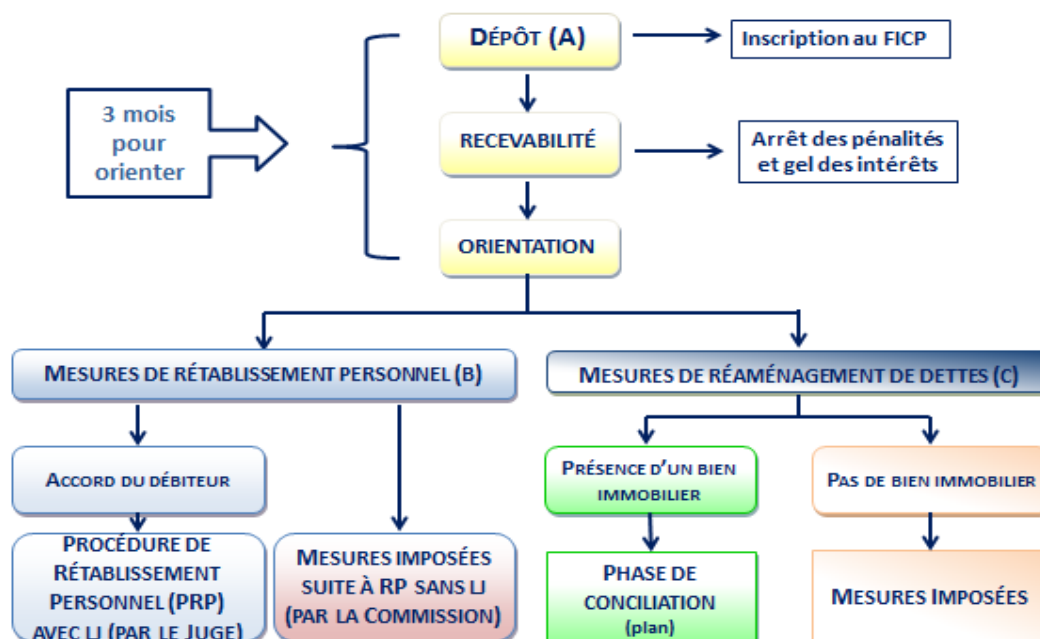 DÉPÔT (A)
Inscription au FICP
3 mois
pour
orienter
RECEVABILITÉ
Arrêt des pénalités
et gel des intérêts
ORIENTATION
MESURES DE RÉTABLISSEMENT PERSONNEL (B)
MESURES DE RÉAMÉNAGEMENT DE DETTES (C)
ACCORD DU DÉBITEUR
PRÉSENCE D'UN BIEN
IMMOBILIER
PAS DE BIEN IMMOBILIER
PROCÉDURE DE
RÉTABLISSEMENT
PERSONNEL (PRP)
AVEC LJ (PAR LE JUGE)
MESURES IMPOSÉES
SUITE À RP SANS LJ
(PAR LA COMMISSION)
PHASE DE
CONCILIATION
(plan)
MESURES IMPOSÉES